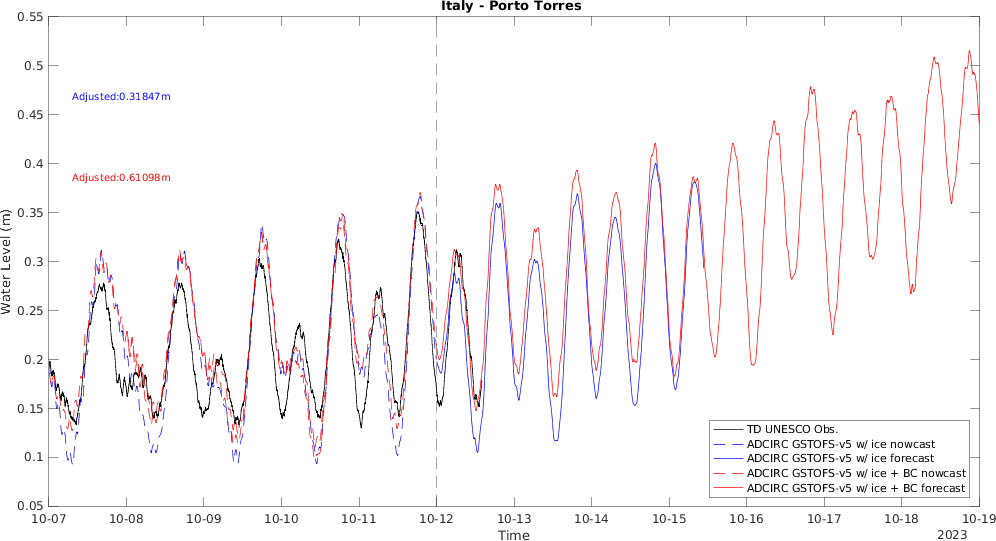 Italy - Porto Torres
0.55
0.5
0.45
0.4
0.35
0.3
0.25
0.2
0.15
0.1
0.05
Water Level (m)
Adjusted:0.31847m
Adjusted:0.61098m
TD UNESCO Obs.
ADCIRC GSTOFS-v5 w/ ice nowcast
ADCIRC GSTOFS-v5 w/ ice forecast
ADCIRC GSTOFS-v5 w/ ice + BC nowcast
ADCIRC GSTOFS-v5 w/ ice + BC forecast
10-07 10-08 10-09 10-10 10-11 10-12 10-13 10-14 10-15 10-16 10-17 10-18 10-19
Time
2023